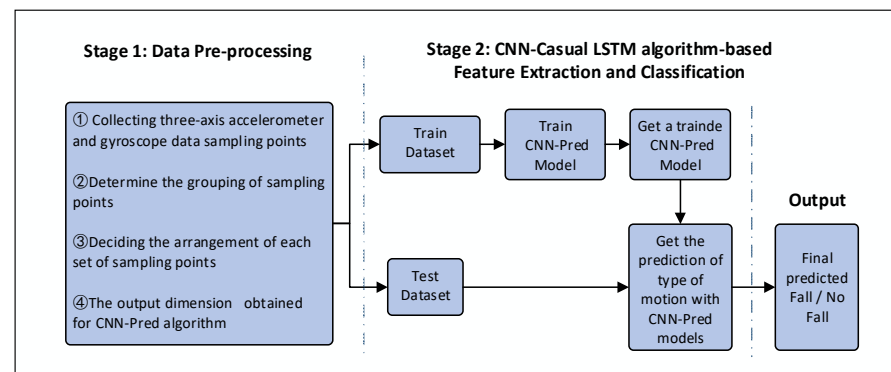 Stage 1: Data Pre-processing
① Collecting three-axis accelerometer
and gyroscope data sampling points
②Determine the grouping of sampling
points
③Deciding the arrangement of each
set of sampling points
④The output dimension obtained
for CNN-Pred algorithm
Stage 2: CNN-Casual LSTM algorithm-based
Feature Extraction and Classification
Train
Dataset
Train
CNN-Pred
Model
Get a trainde
CNN-Pred
Model
Test
Dataset
Get the
prediction of
type of
motion with
CNN-Pred
models
Output
Final
predicted
Fall / No
Fall